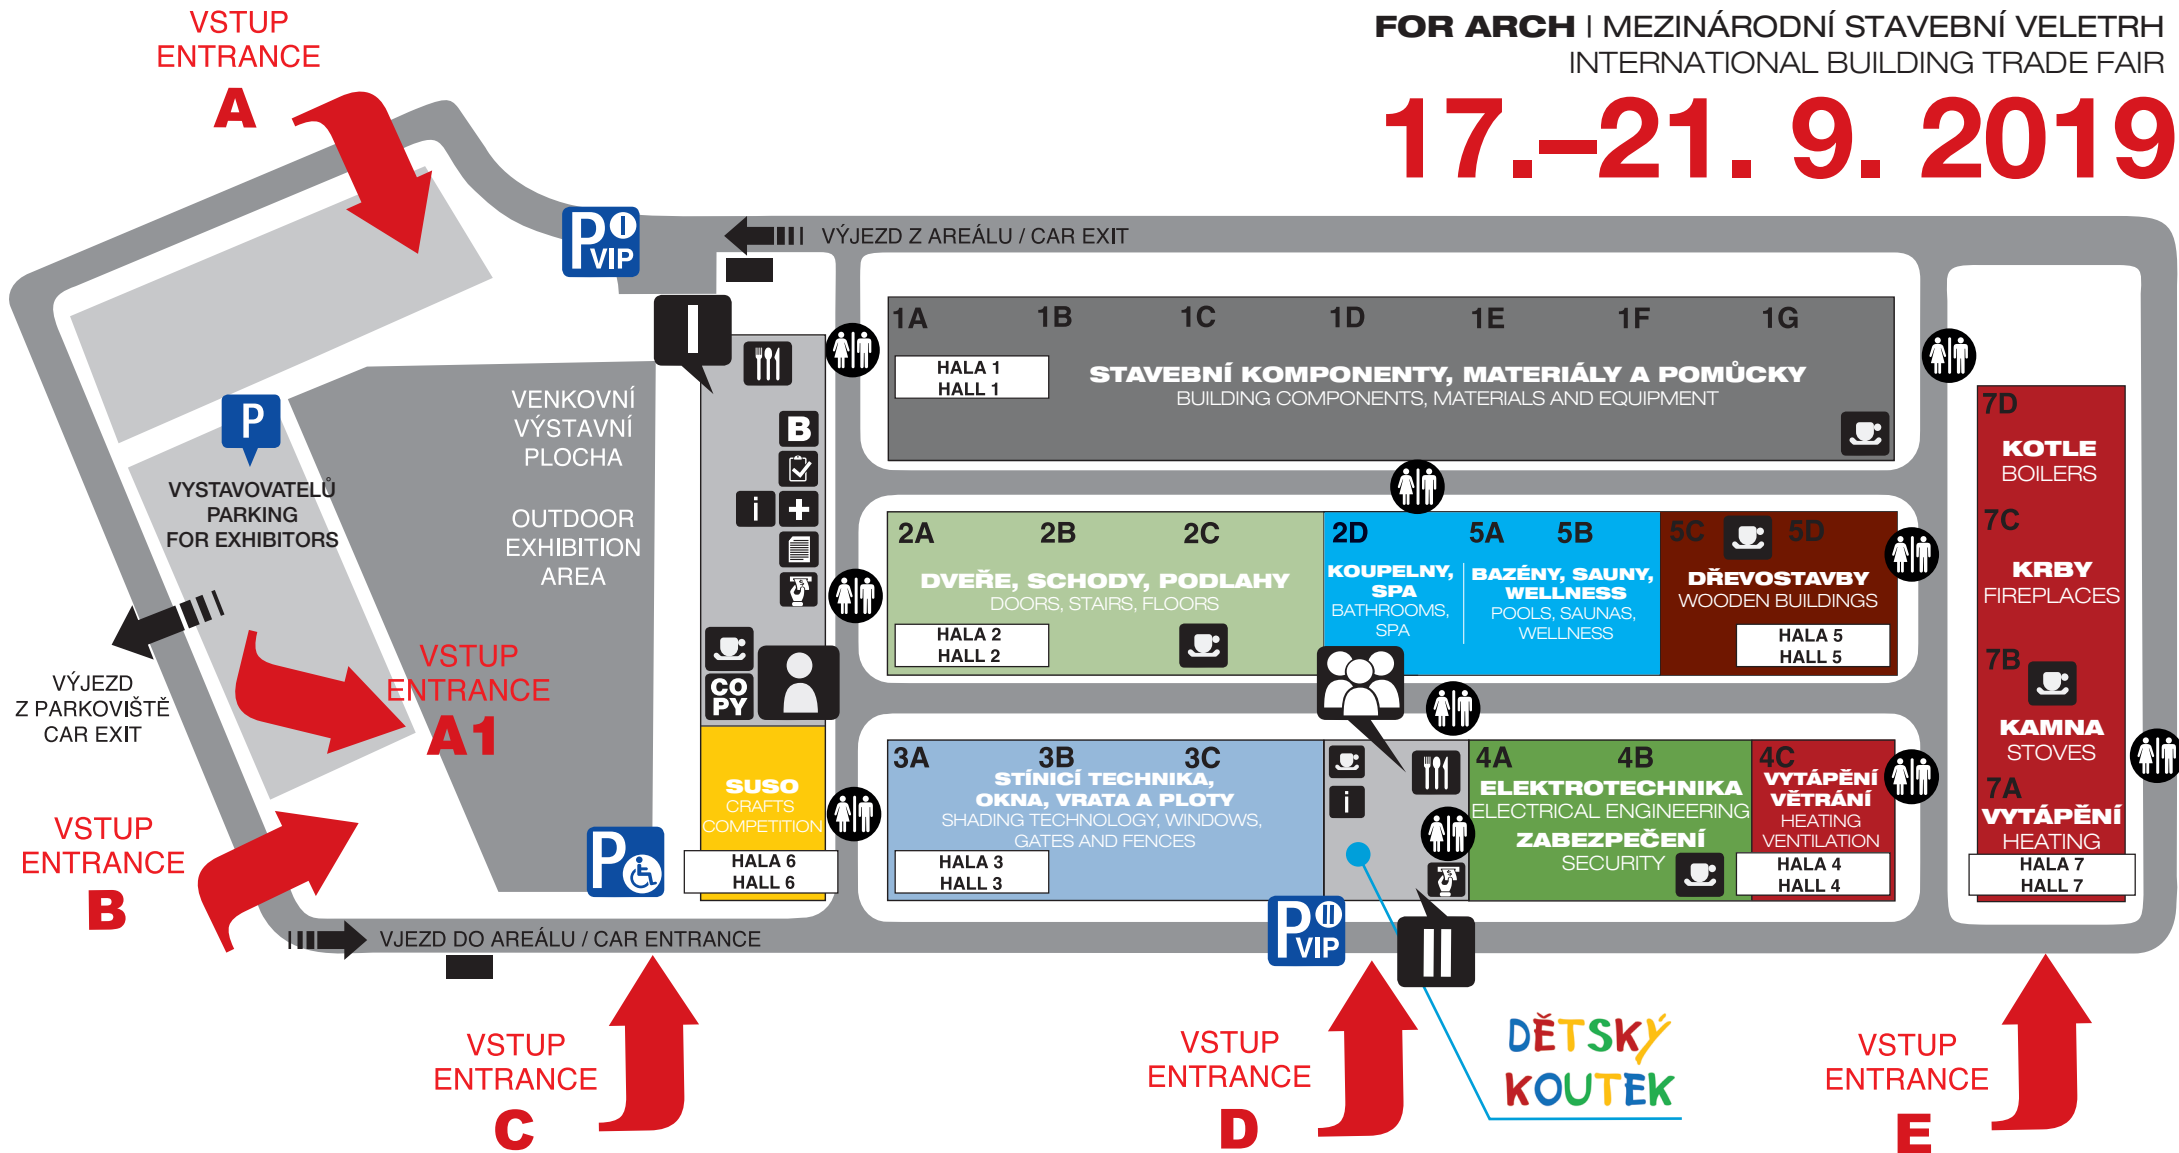 FOR ARCH | MEZINÁRODNÍ STAVEBNÍ VELETRH
INTERNATIONAL BUILDING TRADE FAIR
17.–21. 9. 2019
VSTUP
ENTRANCE
A
P I
VIP
VÝJEZD Z AREÁLU / CAR EXIT
I
1A
1B
1C
1D
1E
1F
1G
HALA 1
HALL 1
STAVEBNÍ KOMPONENTY, MATERIÁLY A POMŮCKY
BUILDING COMPONENTS, MATERIALS AND EQUIPMENT
VENKOVNÍ
VÝSTAVNÍ
PLOCHA
OUTDOOR
EXHIBITION
AREA
P
VYSTAVOVATELŮ
PARKING
FOR EXHIBITORS
B
i
CO
PY
2A
2B
2C
DVEŘE, SCHODY, PODLAHY
DOORS, STAIRS, FLOORS
HALA 2
HALL 2
2D
KOUPELNY,
SPA
BATHROOMS,
SPA
5A
5B
BAZÉNY, SAUNY,
WELLNESS
POOLS, SAUNAS,
WELLNESS
5C
5D
DŘEVOSTAVBY
WOODEN BUILDINGS
HALA 5
HALL 5
7D
KOTLE
BOILERS
7C
KRBY
FIREPLACES
7B
KAMNA
STOVES
7A
VYTÁPĚNÍ
HEATING
HALA 7
HALL 7
VÝJEZD
Z PARKOVIŠTĚ
CAR EXIT
VSTUP
ENTRANCE
A1
VSTUP
ENTRANCE
B
SUSO
CRAFTS
COMPETITION
HALA 6
HALL 6
P
3A
3B
3C
STÍNICÍ TECHNIKA,
OKNA, VRATA A PLOTY
SHADING TECHNOLOGY, WINDOWS,
GATES AND FENCES
HALA 3
HALL 3
i
4A
4B
ELEKTROTECHNIKA
ELECTRICAL ENGINEERING
ZABEZPEČENÍ
SECURITY
4C
VYTÁPĚNÍ
VĚTRÁNÍ
HEATING
VENTILATION
HALA 4
HALL 4
P II
VIP
II
VJEZD DO AREÁLU / CAR ENTRANCE
VSTUP
ENTRANCE
C
VSTUP
ENTRANCE
D
DĚTSKÝ
KOUTEK
VSTUP
ENTRANCE
E